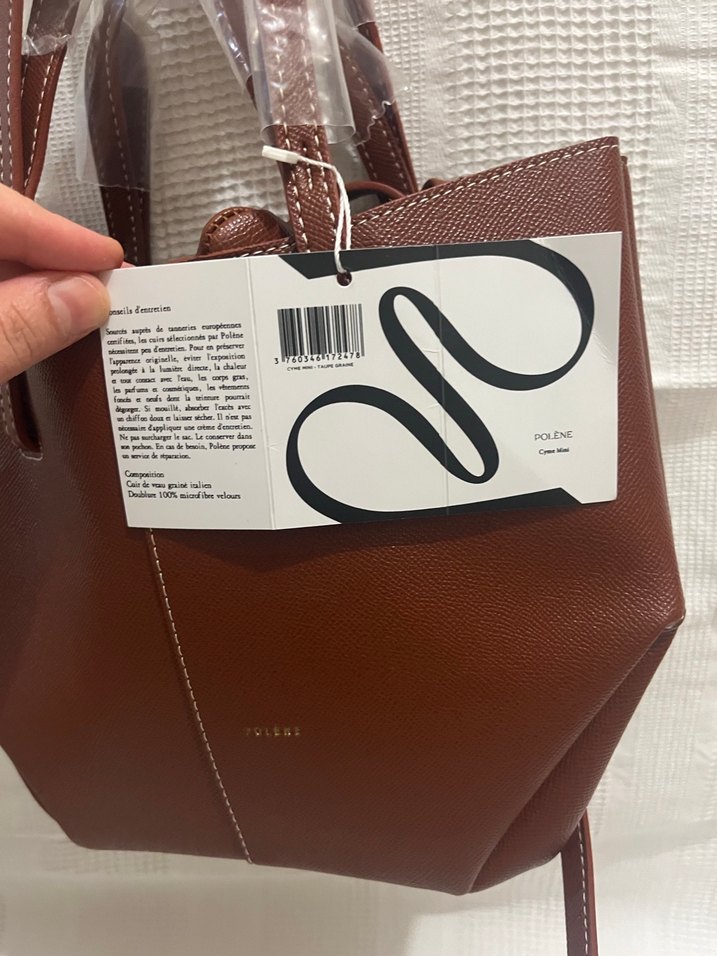 onseils d'entretien
Sourcés auprès de tanneries européennes
certifiées, les cuirs sélectionnés par Polène
nécessitent peu d'entretien. Pour en préserver
l'apparence originelle, éviter l'exposition
prolongée à la lumière directe, la chaleur
et tout contact avec l'eau, les corps gras,
les parfums et cosmétiques, les vêtements
foncés et neufs dont la teinture pourrait
dégorger. Si mouillé, absorber l'excès avec
un chiffon doux et laisser sécher. Il n'est pas
nécessaire d'appliquer une crème d'entretien.
Ne pas surcharger le sac. Le conserver dans
son pochon. En cas de besoin, Polène propose
un service de réparation.
Composition
Cuir de veau grainé italien
Doublure 100% microfibre velours
3 760346 172478
CYME MINI - TAUPE GRAINÉ
POLÈNE
Cyme Mini
POLÈNE